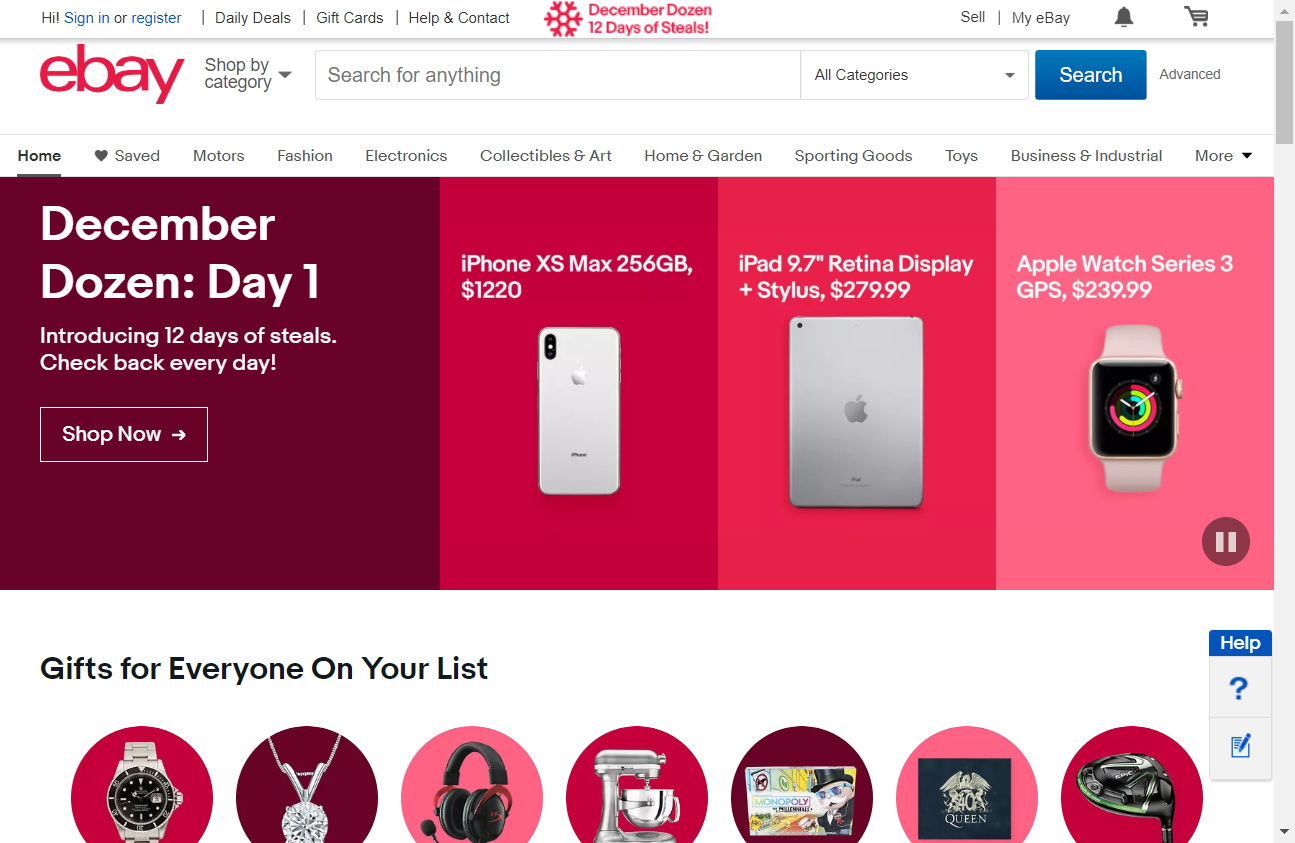 Hi! Sign in or register | Daily Deals | Gift Cards | Help & Contact
December Dozen
12 Days of Steals!
Sell | My eBay
ebay
Shop by
category
Search for anything
All Categories
Search
Advanced
Home
Saved
Motors
Fashion
Electronics
Collectibles & Art
Home & Garden
Sporting Goods
Toys
Business & Industrial
More
December
Dozen: Day 1
Introducing 12 days of steals.
Check back every day!
Shop Now →
iPhone XS Max 256GB,
$1220
iPhone
iPad 9.7" Retina Display
+ Stylus, $279.99
iPad
Apple Watch Series 3
GPS, $239.99
Help
?
Gifts for Everyone On Your List
MONOPOLY
40
QUEEN
EPIC